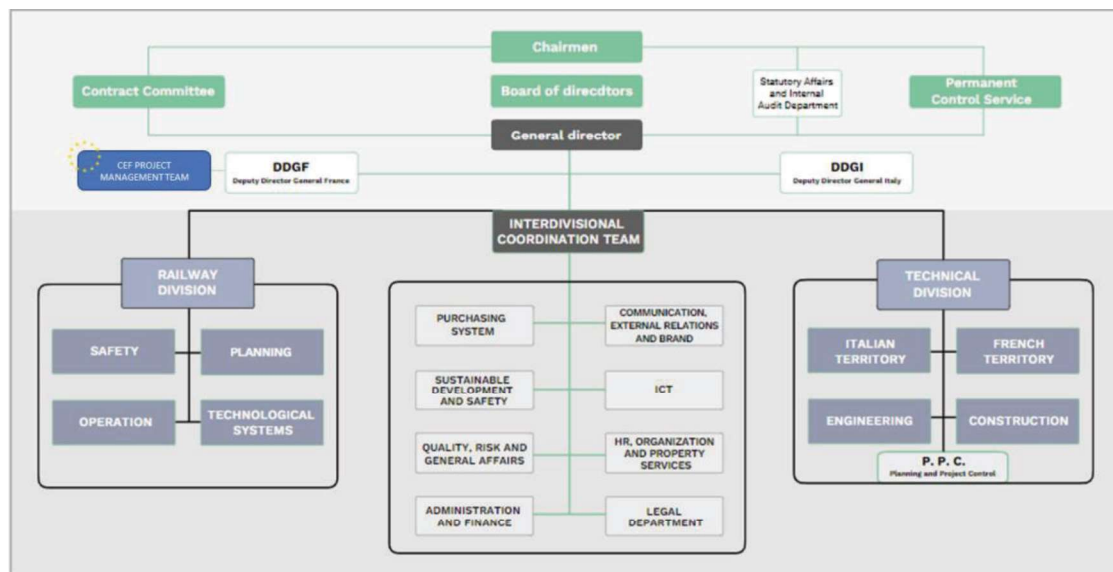 Chairmen
Contract Committee
Board of direcdtors
Statutory Affairs
and Internal
Audit Department
Permanent
Control Service
General director
CEF PROJECT
MANAGEMENT TEAM
DDGF
Deputy Director General France
DDGI
Deputy Director General Italy
INTERDIVISIONAL
COORDINATION TEAM
RAILWAY
DIVISION
SAFETY
PLANNING
OPERATION
TECHNOLOGICAL
SYSTEMS
PURCHASING
SYSTEM
COMMUNICATION,
EXTERNAL RELATIONS
AND BRAND
SUSTAINABLE
DEVELOPMENT
AND SAFETY
ICT
QUALITY, RISK AND
GENERAL AFFAIRS
HR, ORGANIZATION
AND PROPERTY
SERVICES
ADMINISTRATION
AND FINANCE
LEGAL
DEPARTMENT
TECHNICAL
DIVISION
ITALIAN
TERRITORY
FRENCH
TERRITORY
ENGINEERING
CONSTRUCTION
P. P. C.
Planning and Project Control